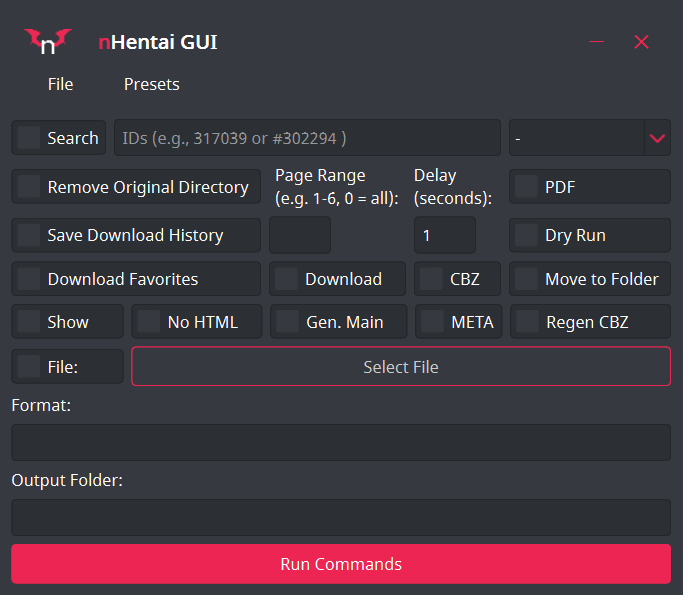 n
nHentai GUI
File Presets
Search IDs (e.g., 317039 or #302294 ) -
Remove Original Directory Page Range
(e.g. 1-6, 0 = all): Delay
(seconds): PDF
Save Download History 1 Dry Run
Download Favorites Download CBZ Move to Folder
Show No HTML Gen. Main META Regen CBZ
File: Select File
Format:
Output Folder:
Run Commands